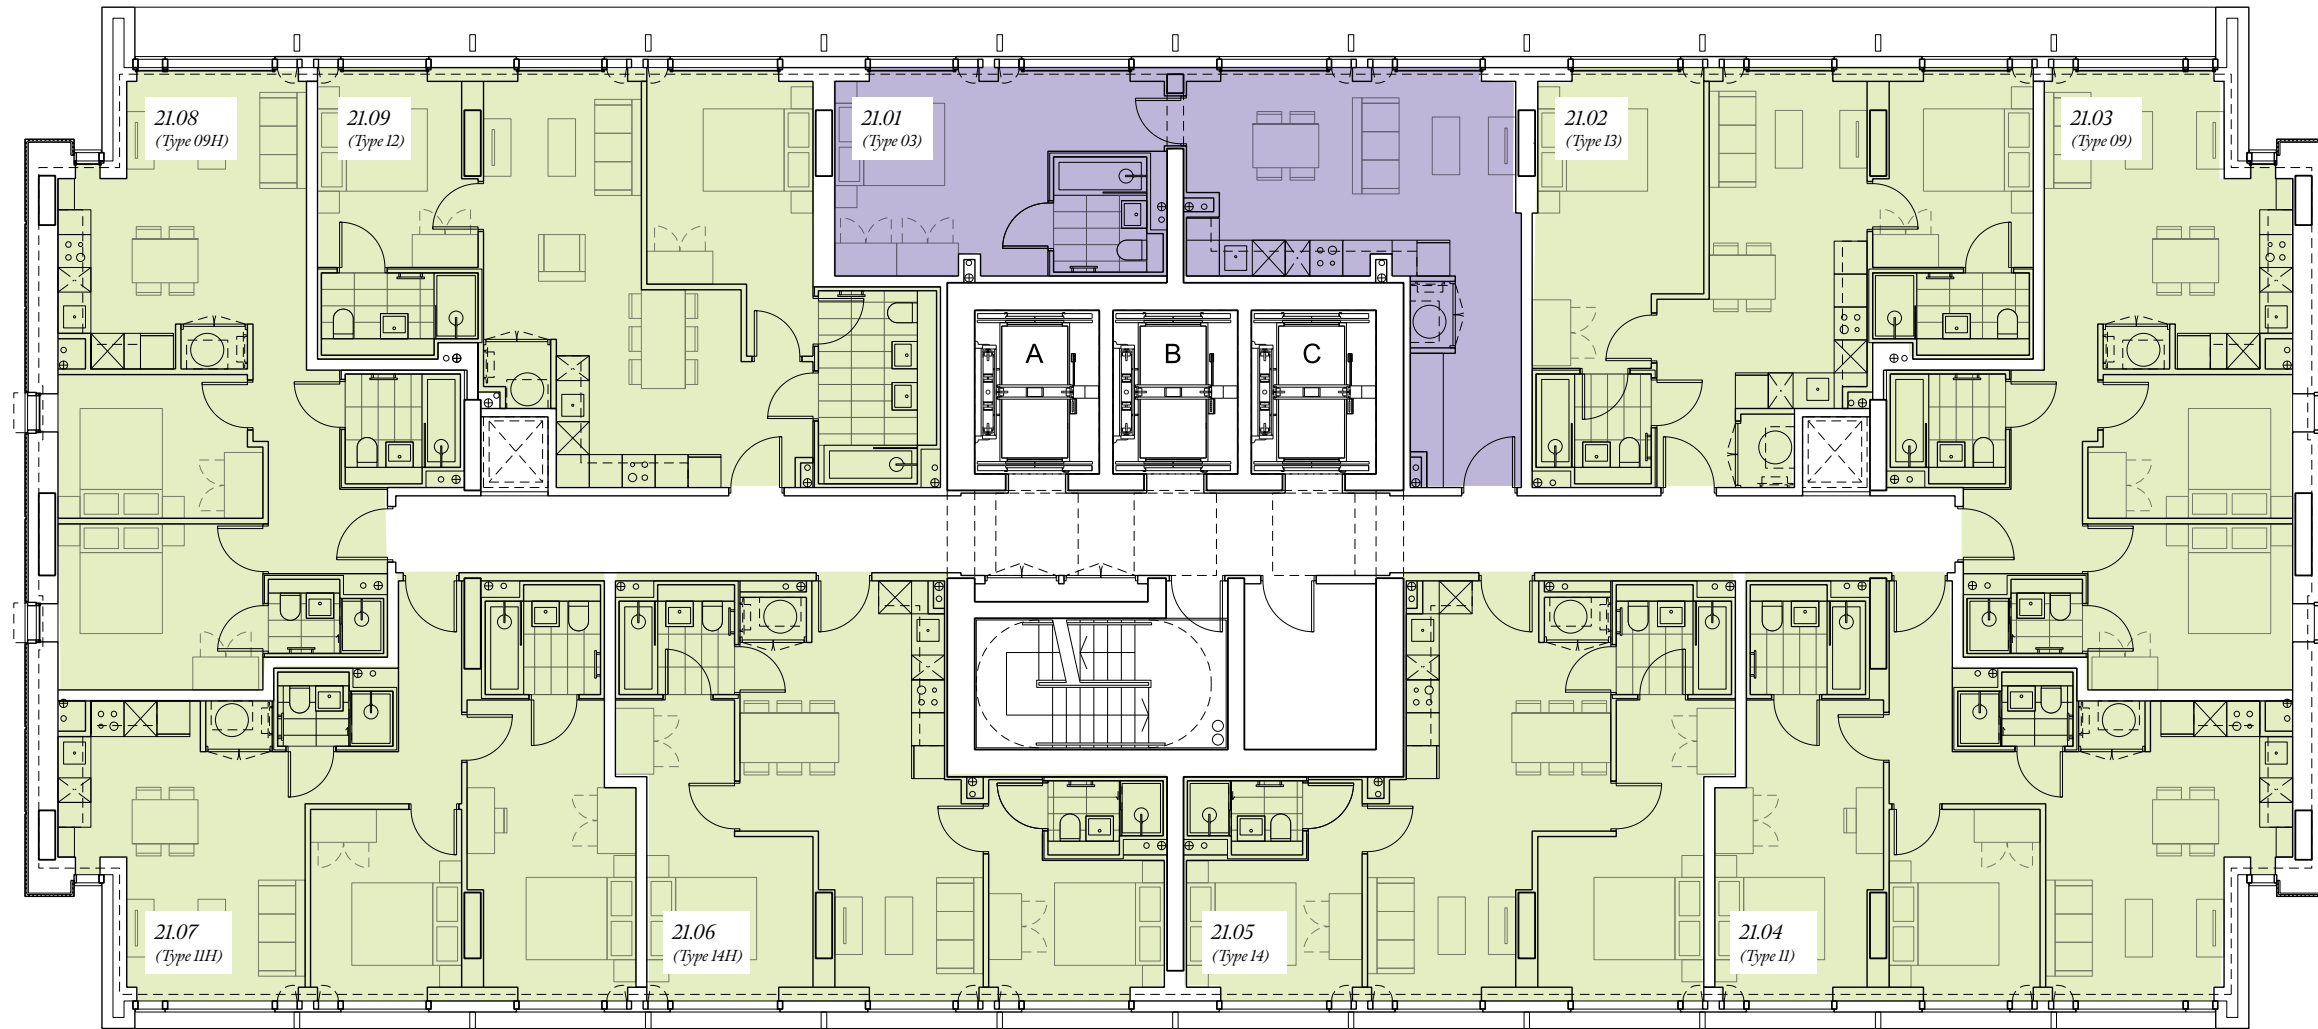 21.08
(Type 09H)
21.09
(Type 12)
21.01
(Type 03)
21.02
(Type 13)
21.03
(Type 09)
A
B
C
21.07
(Type 11H)
21.06
(Type 14H)
21.05
(Type 14)
21.04
(Type 11)